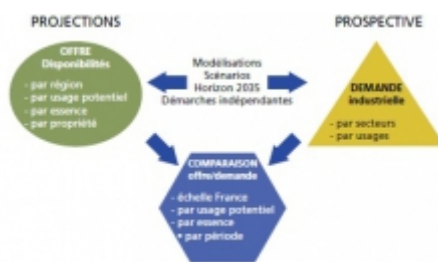 PROJECTIONS
PROSPECTIVE
OFFRE
Disponibilités
- par région
- par usage potentiel
- par essence
- par propriété
Modélisations
Scénarios
Horizon 2035
Démarches indépendantes
DEMANDE
industrielle
- par secteurs
- par usages
COMPARAISON
offre/demande
- échelle France
- par usage potentiel
- par essence
• par période